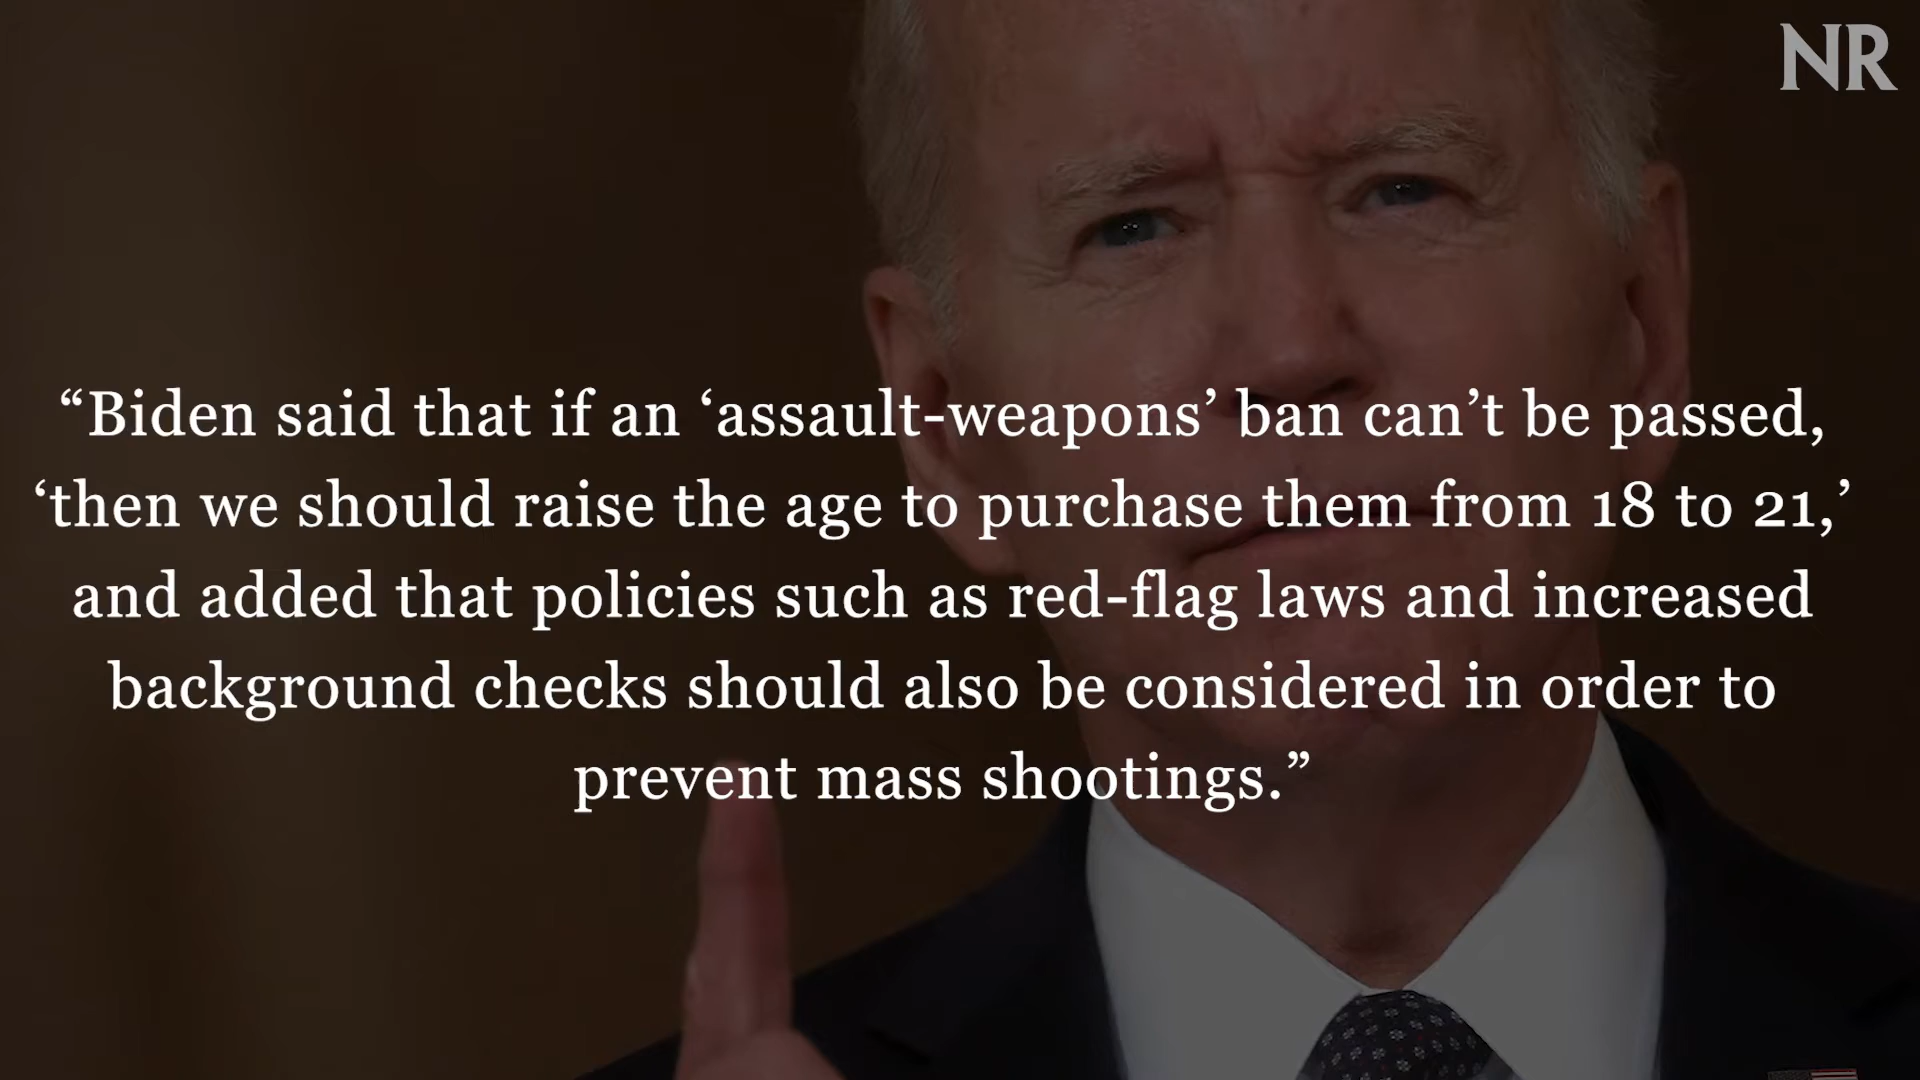 NR
“Biden said that if an ‘assault-weapons’ ban can’t be passed,
‘then we should raise the age to purchase them from 18 to 21,’
and added that policies such as red-flag laws and increased
background checks should also be considered in order to
prevent mass shootings.”